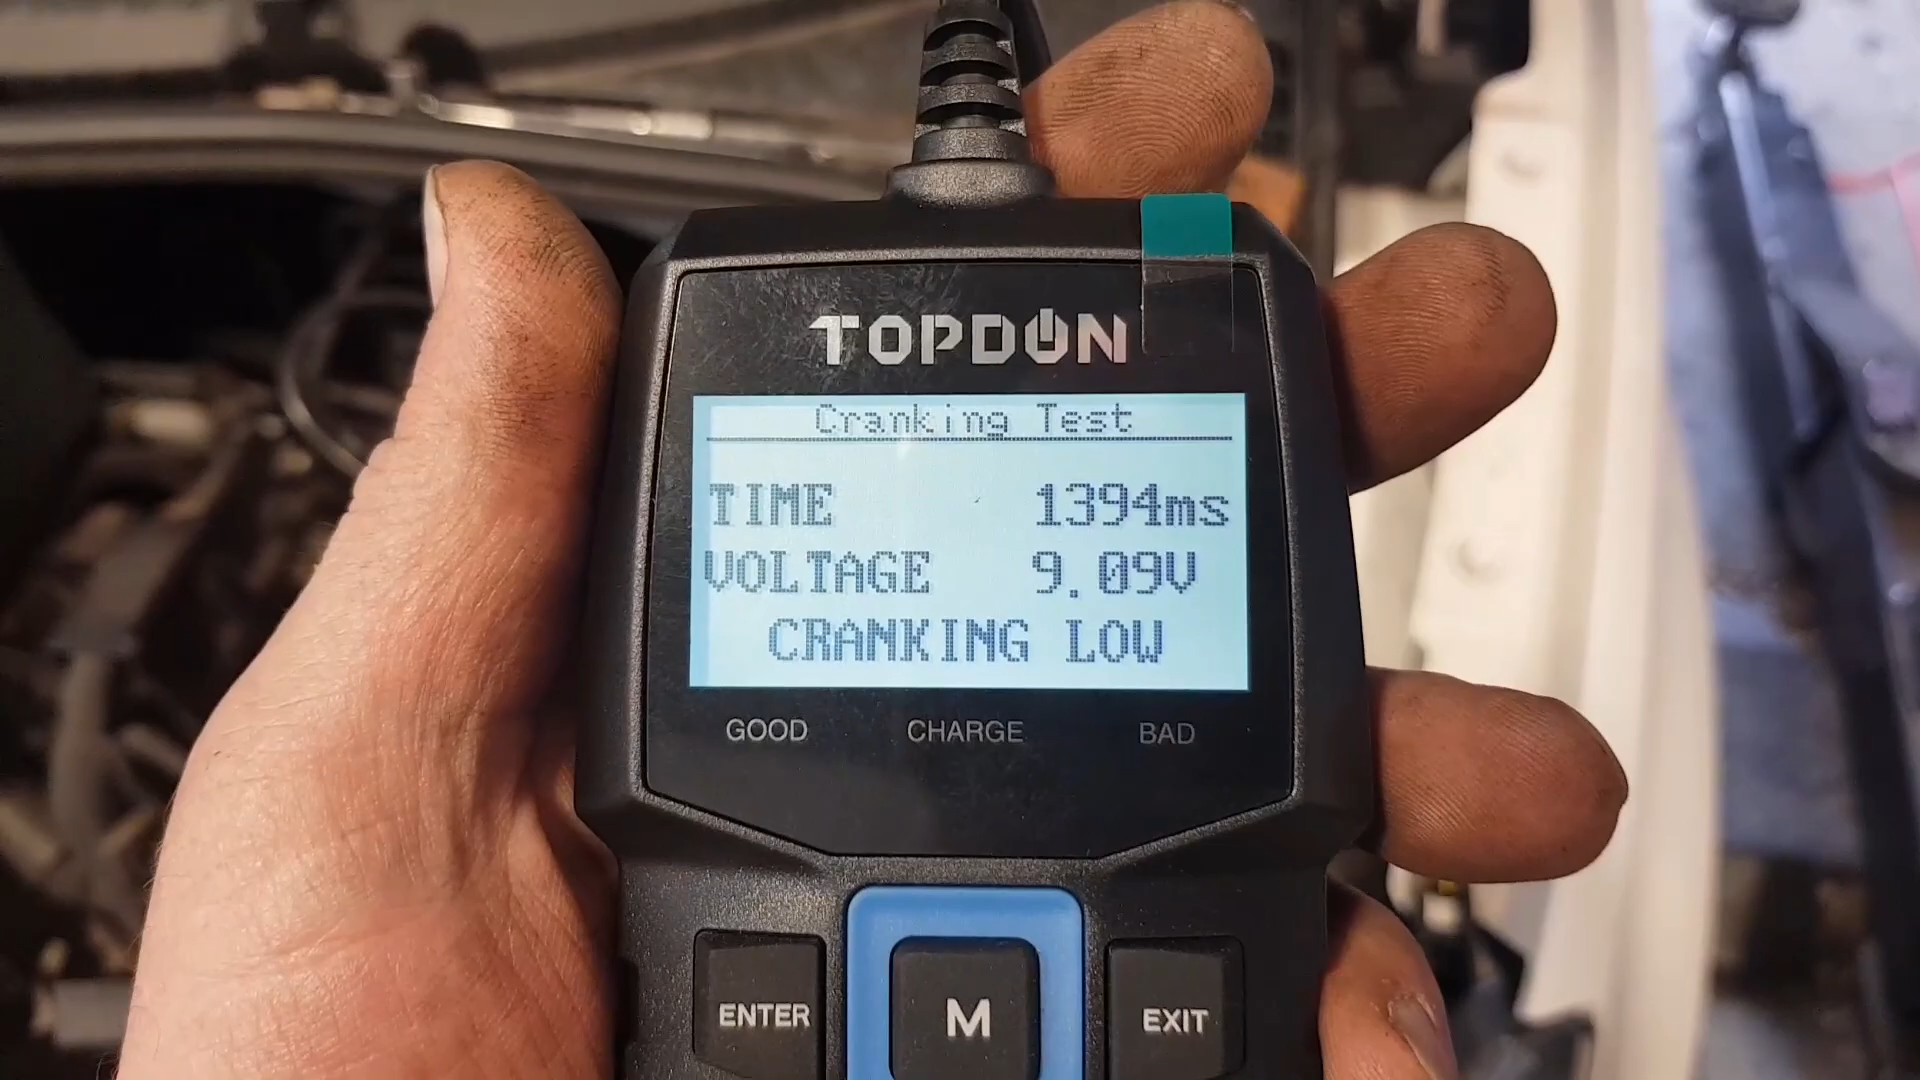 TOPDON
Cranking Test
TIME 1394ms
VOLTAGE 9.09V
CRANKING LOW
GOOD CHARGE BAD
ENTER M EXIT